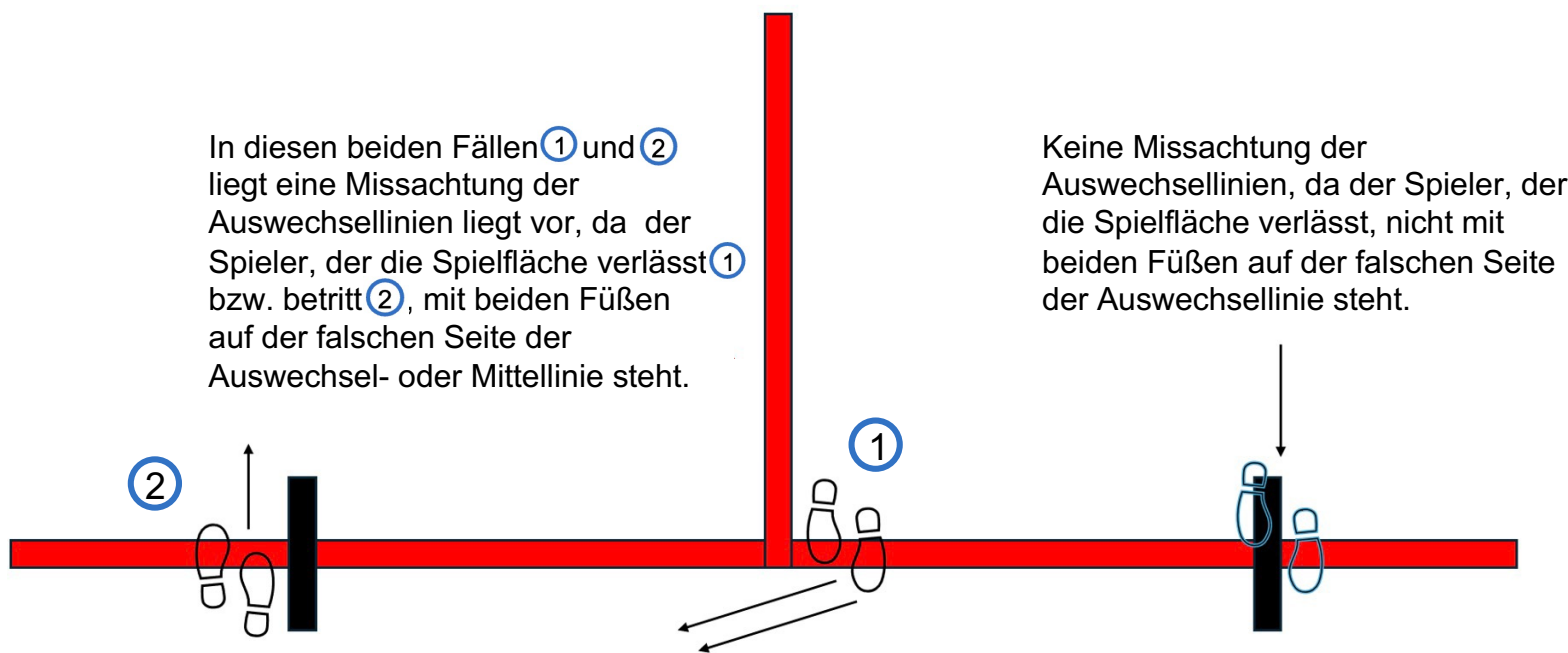 In diesen beiden Fällen 1 und 2
liegt eine Missachtung der
Auswechsellinien liegt vor, da der
Spieler, der die Spielfläche verlässt 1
bzw. betritt 2, mit beiden Füßen
auf der falschen Seite der
Auswechsel- oder Mittellinie steht.
Keine Missachtung der
Auswechsellinien, da der Spieler, der
die Spielfläche verlässt, nicht mit
beiden Füßen auf der falschen Seite
der Auswechsellinie steht.
2
1